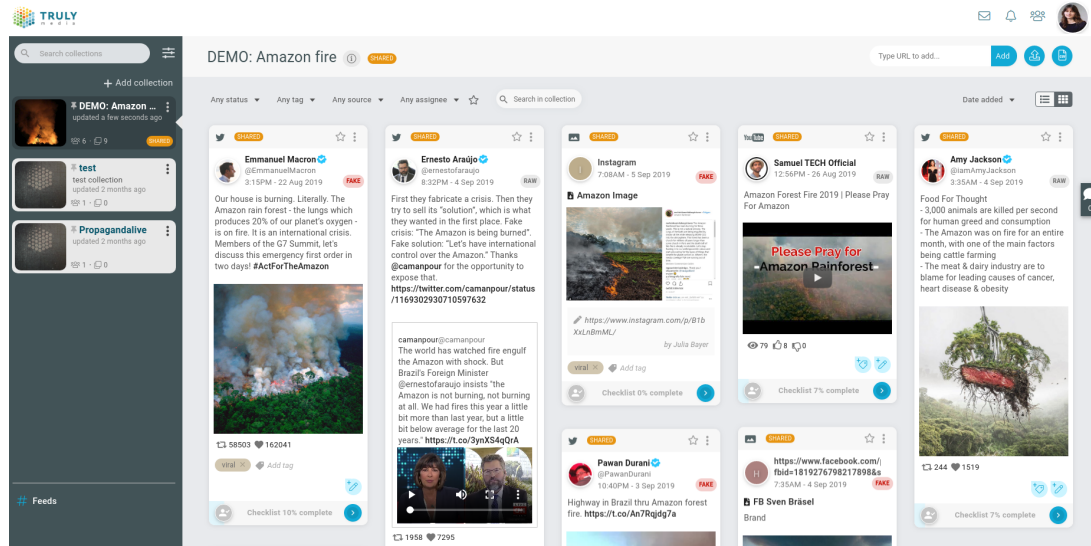 TRULY
media
Search collections
Add collection
DEMO: Amazon ...
updated a few seconds ago
6 · 9
SHARED
test
test collection
updated 2 months ago
1 · 0
Propagandalive
updated 2 months ago
1 · 0
# Feeds
DEMO: Amazon fire
SHARED
Type URL to add...
Add
Any status
Any tag
Any source
Any assignee
Search in collection
Date added
SHARED
Emmanuel Macron
@EmmanuelMacron
3:15PM - 22 Aug 2019
FAKE
Our house is burning. Literally. The
Amazon rain forest - the lungs which
produces 20% of our planet's oxygen -
is on fire. It is an international crisis.
Members of the G7 Summit, let's
discuss this emergency first order in
two days! #ActForTheAmazon
58503 162041
viral ×
Add tag
Checklist 10% complete
SHARED
Ernesto Araújo
@ernestofaraujo
8:32PM - 4 Sep 2019
RAW
First they fabricate a crisis. Then they
try to sell its "solution", which is what
they wanted in the first place. Fake
crisis: "The Amazon is being burned".
Fake solution: "Let's have international
control over the Amazon." Thanks
@camanpour for the opportunity to
expose that.
https://twitter.com/camanpour/status
/1169302930710597632
camanpour@camanpour
The world has watched fire engulf
the Amazon with shock. But
Brazil's Foreign Minister
@ernestofaraujo insists "the
Amazon is not burning, not burning
at all. We had fires this year a little
bit more than last year, but a little
bit below average for the last 20
years." https://t.co/3ynXS4qQrA
1958 7295
SHARED
Instagram
7:08AM - 5 Sep 2019
FAKE
Amazon Image
https://www.instagram.com/p/B1b
XxLnBmML/
by Julia Bayer
viral ×
Add tag
Checklist 0% complete
SHARED
Pawan Durani
@PawanDurani
10:40PM - 3 Sep 2019
FAKE
Highway in Brazil thru Amazon forest
fire. https://t.co/An7Rqjdg7a
YouTube
SHARED
Samuel TECH Official
12:56PM - 26 Aug 2019
RAW
Amazon Forest Fire 2019 | Please Pray
For Amazon
Please Pray for
Amazon Rainforest
79 8 0
Checklist 7% complete
SHARED
H
https://www.facebook.com/
fbid=1819276798217898&s
7:35AM - 4 Sep 2019
FAKE
FB Sven Bräsel
Brand
SHARED
Amy Jackson
@iamAmyJackson
3:35AM - 4 Sep 2019
RAW
Food For Thought
- 3,000 animals are killed per second
for human greed and consumption
- The Amazon was on fire for an entire
month, with one of the main factors
being cattle farming
- The meat & dairy industry are to
blame for leading causes of cancer,
heart disease & obesity
244 1519
Checklist 7% complete